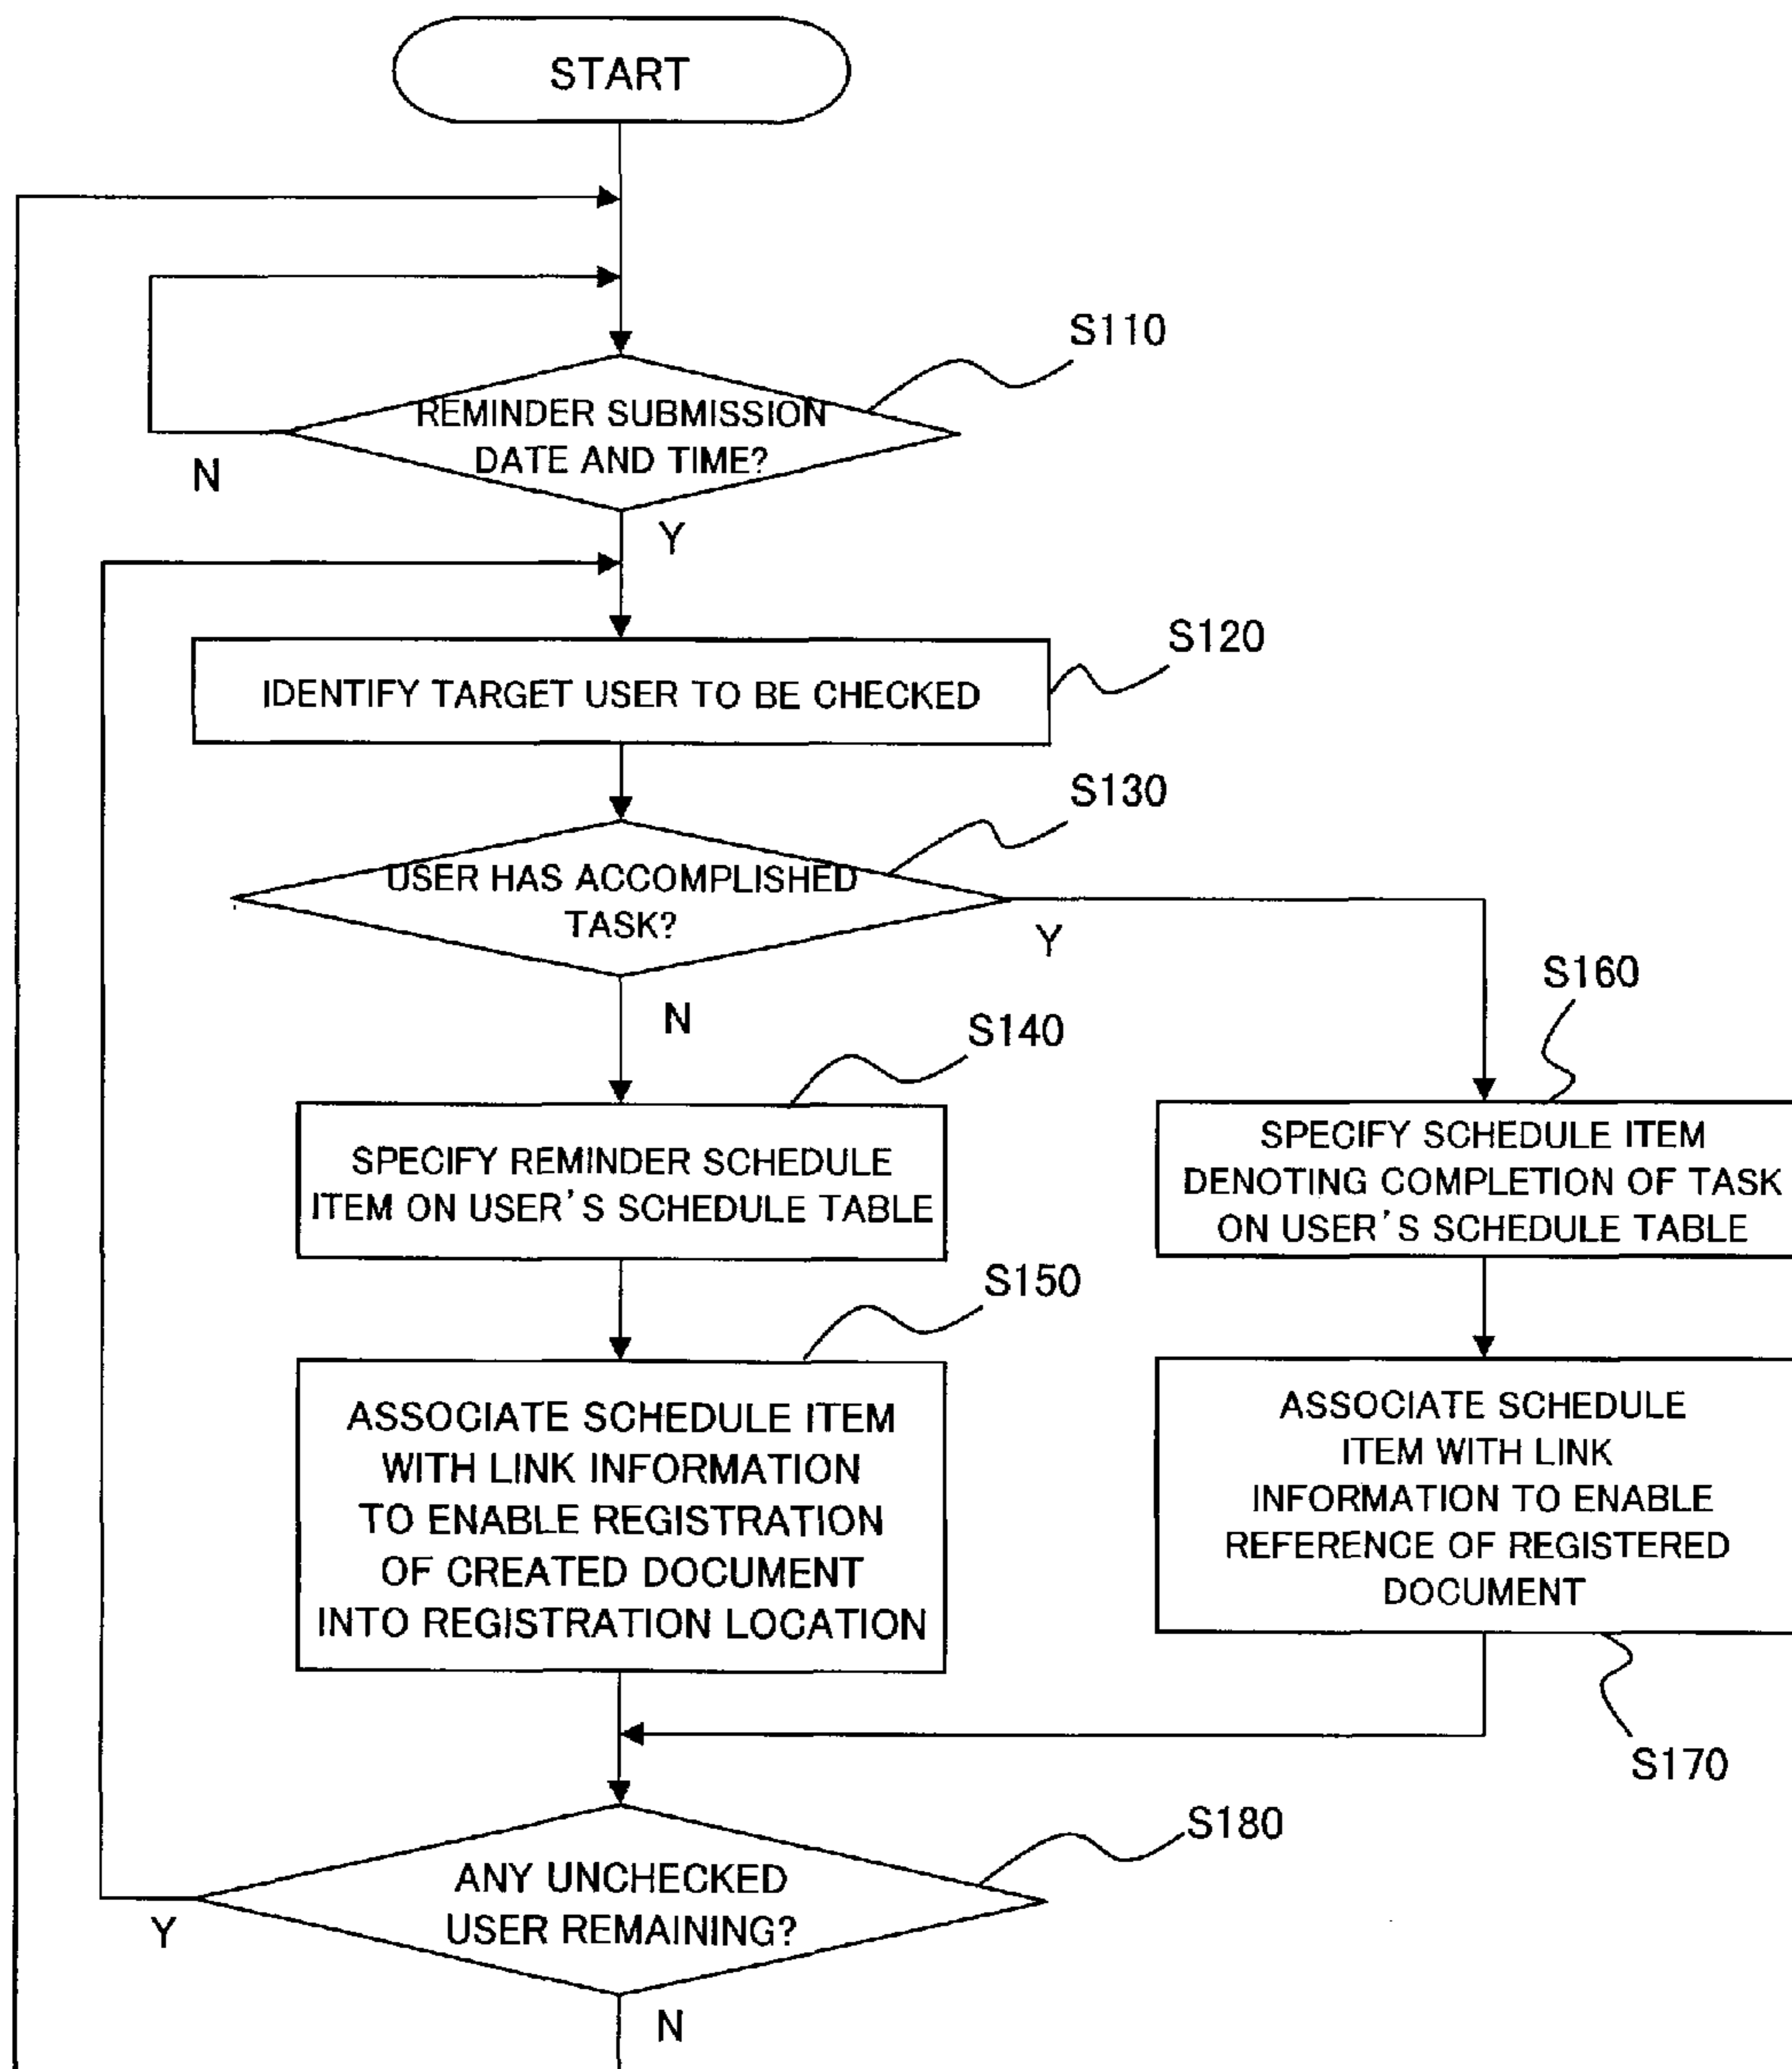 START
S110
REMINDER SUBMISSION
DATE AND TIME?
N
Y
S120
IDENTIFY TARGET USER TO BE CHECKED
S130
USER HAS ACCOMPLISHED
TASK?
Y
N
S140
SPECIFY REMINDER SCHEDULE
ITEM ON USER'S SCHEDULE TABLE
S160
SPECIFY SCHEDULE ITEM
DENOTING COMPLETION OF TASK
ON USER'S SCHEDULE TABLE
S150
ASSOCIATE SCHEDULE ITEM
WITH LINK INFORMATION
TO ENABLE REGISTRATION
OF CREATED DOCUMENT
INTO REGISTRATION LOCATION
ASSOCIATE SCHEDULE
ITEM WITH LINK
INFORMATION TO ENABLE
REFERENCE OF REGISTERED
DOCUMENT
S170
S180
ANY UNCHECKED
USER REMAINING?
Y
N